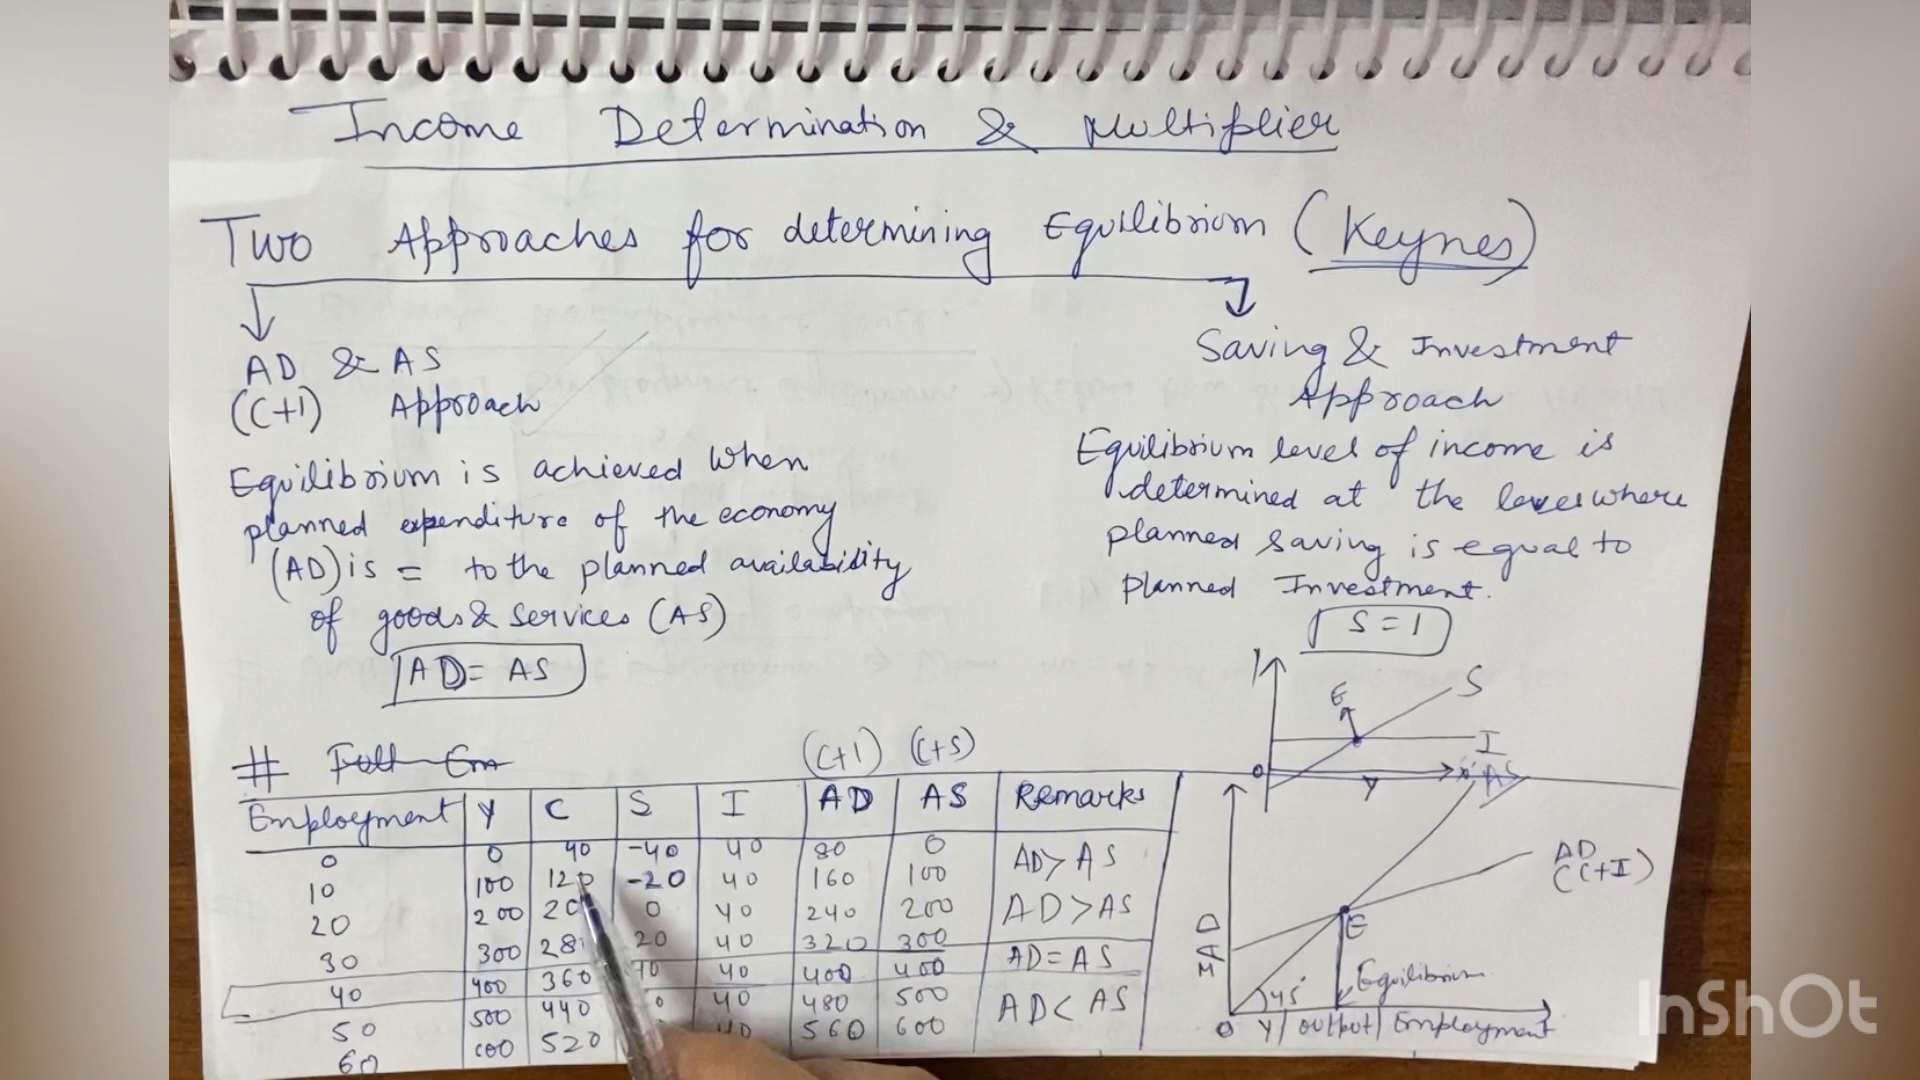 Income Determination & Multiplier
Two Approaches for determining Equilibrium (Keynes)
AD & AS
(C+I) Approach
Equilibrium is achieved when
planned expenditure of the economy
(AD) is = to the planned availability
of goods & services (AS)
AD = AS
Saving & Investment
Approach
Equilibrium level of income is
determined at the level where
planned saving is equal to
planned Investment.
S = I
S
E
I
O
Y
X
# Full Em
(C+I) (C+S)
Employment Y C S I AD AS Remarks
0 0 40 -40 40 80 0 AD > AS
10 100 120 -20 40 160 100
20 200 20 0 40 240 200 AD > AS
30 300 28 20 40 320 300
40 400 360 40 400 400 AD = AS
50 500 440 0 40 480 500 AD < AS
60 600 520 40 560 600
AS
AD
(C+I)
E
AD
45°
Equilibrium
O Y/output/Employment
InShOt